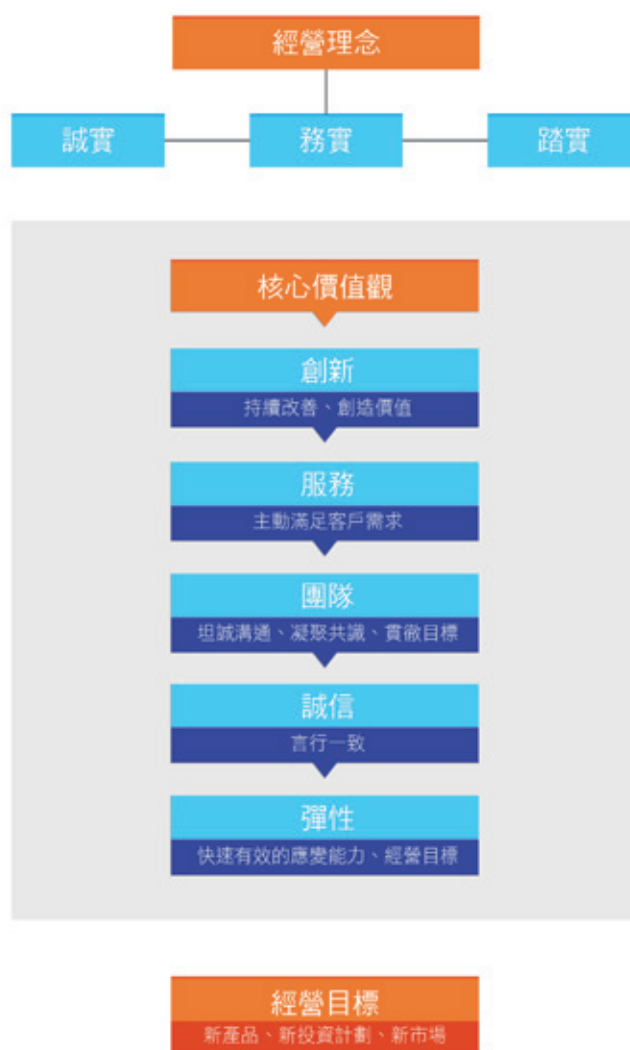 經營理念
誠實 務實 踏實
核心價值觀
創新
持續改善、創造價值
服務
主動滿足客戶需求
團隊
坦誠溝通、凝聚共識、貫徹目標
誠信
言行一致
彈性
快速有效的應變能力、經營目標
經營目標
新產品、新投資計劃、新市場